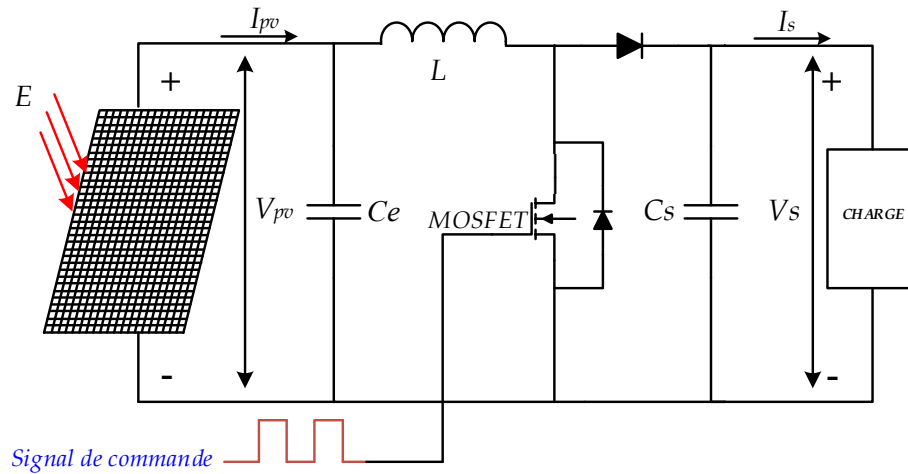 Ipv
Is
L
+
+
E
Vpv
Ce
MOSFET
Cs
Vs
CHARGE
-
-
Signal de commande